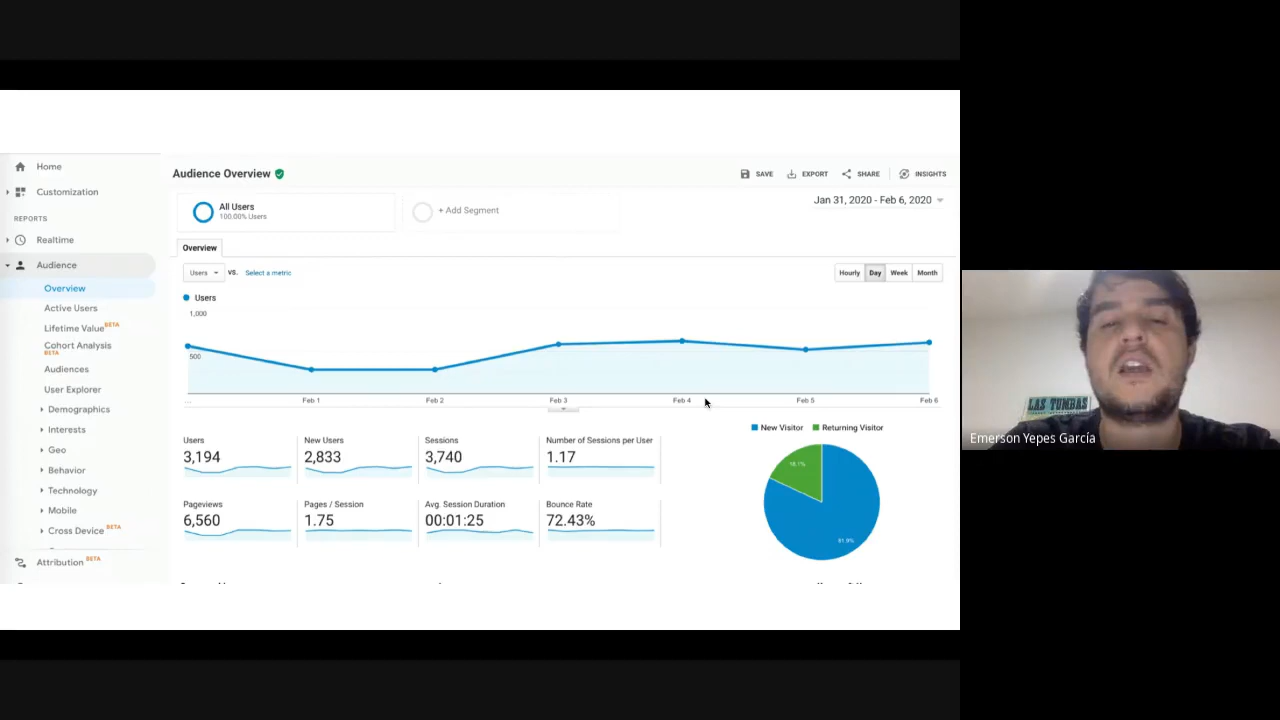 Home
Customization
REPORTS
Realtime
Audience
Overview
Active Users
Lifetime Value BETA
Cohort Analysis
BETA
Audiences
User Explorer
Demographics
Interests
Geo
Behavior
Technology
Mobile
Cross Device BETA
Attribution BETA
Audience Overview
SAVE
EXPORT
SHARE
INSIGHTS
All Users
100.00% Users
+ Add Segment
Jan 31, 2020 - Feb 6, 2020
Overview
Users
VS.
Select a metric
Hourly
Day
Week
Month
Users
1,000
500
...
Feb 1
Feb 2
Feb 3
Feb 4
Feb 5
Feb 6
Users
3,194
New Users
2,833
Sessions
3,740
Number of Sessions per User
1.17
Pageviews
6,560
Pages / Session
1.75
Avg. Session Duration
00:01:25
Bounce Rate
72.43%
New Visitor
Returning Visitor
18.1%
81.9%
LAS TUMBAS
Emerson Yepes García